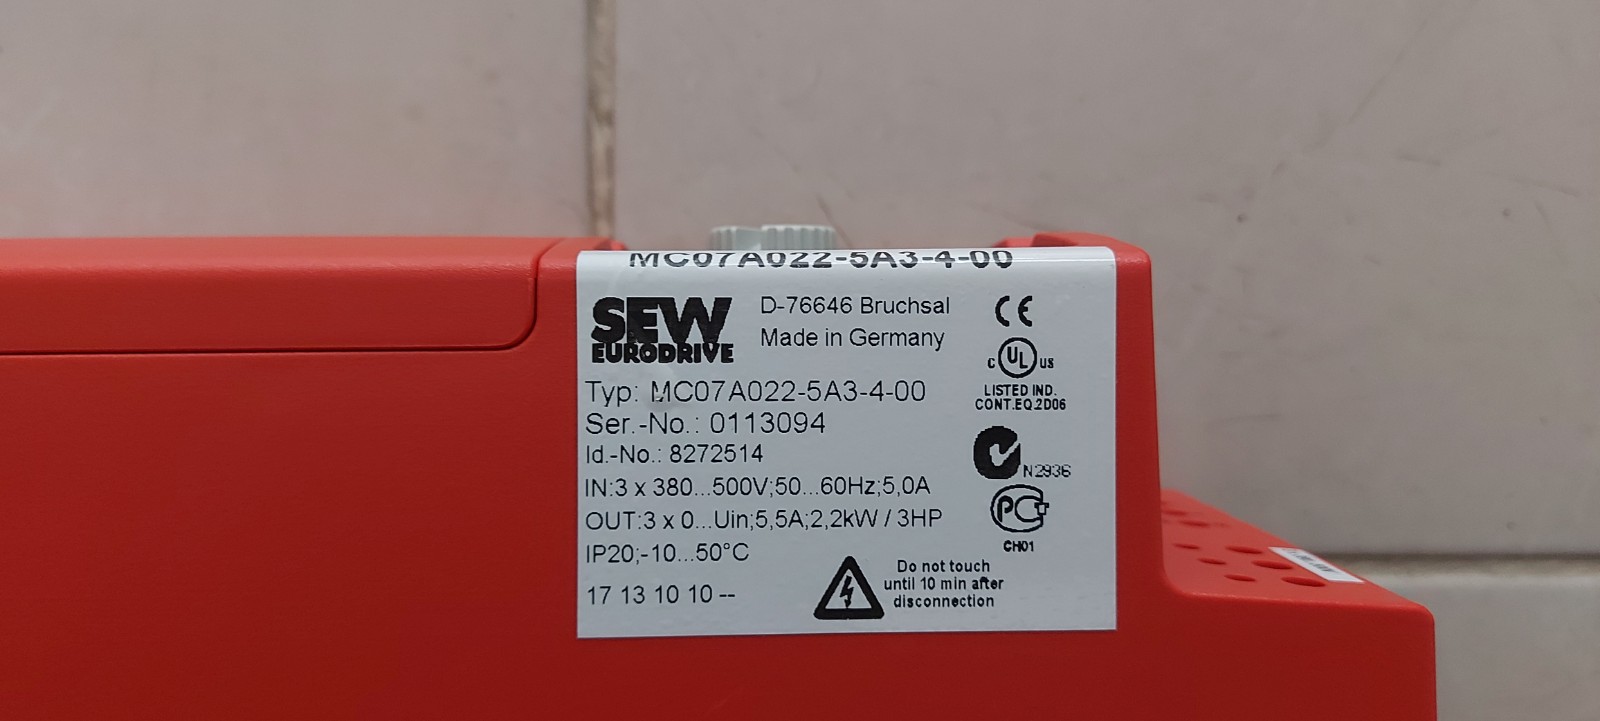 MC07A022-5A3-4-00
SEW
EURODRIVE
D-76646 Bruchsal
Made in Germany
CE
c UL us
LISTED IND.
CONT.EQ.2D06
Typ: MC07A022-5A3-4-00
Ser.-No.: 0113094
Id.-No.: 8272514
N2936
IN:3 x 380...500V;50...60Hz;5,0A
OUT:3 x 0...Uin;5,5A;2,2kW / 3HP
PCT
CH01
IP20;-10...50°C
17 13 10 10 --
Do not touch
until 10 min after
disconnection